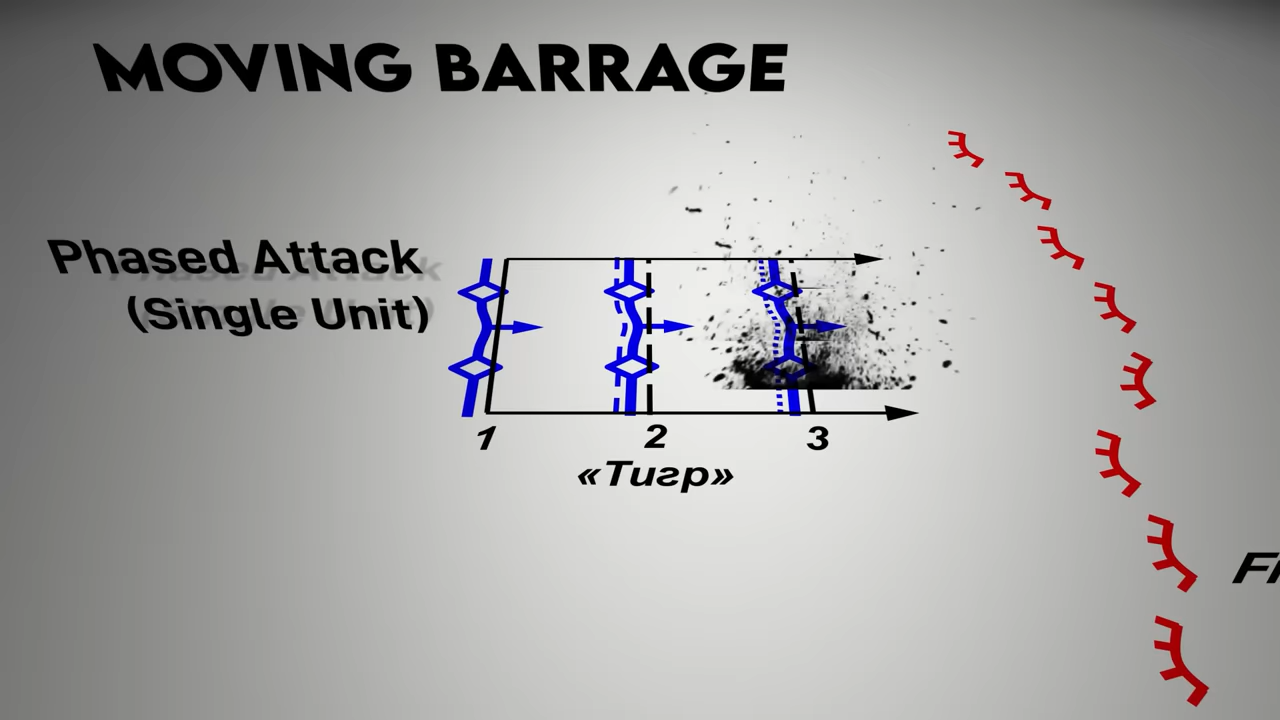 MOVING BARRAGE
Phased Attack
(Single Unit)
1
2
3
«Тигр»